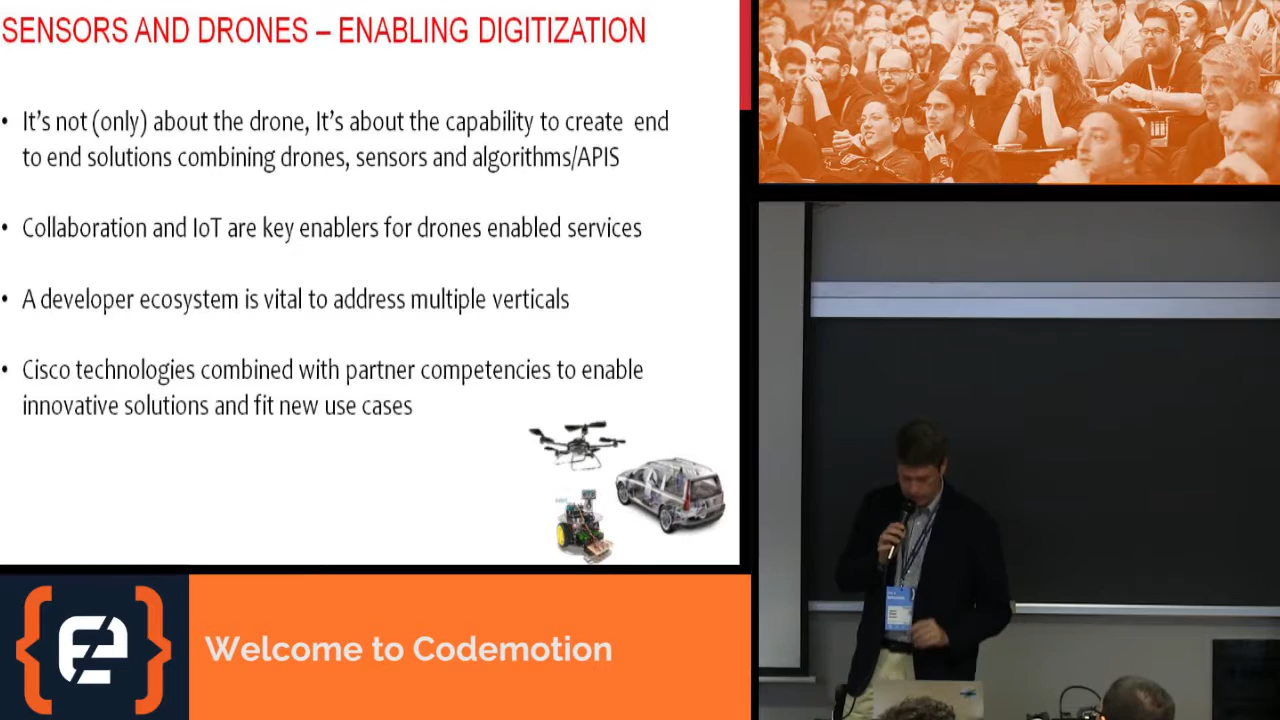 SENSORS AND DRONES – ENABLING DIGITIZATION
• It's not (only) about the drone, It's about the capability to create end
to end solutions combining drones, sensors and algorithms/APIS
• Collaboration and IoT are key enablers for drones enabled services
• A developer ecosystem is vital to address multiple verticals
• Cisco technologies combined with partner competencies to enable
innovative solutions and fit new use cases
Welcome to Codemotion